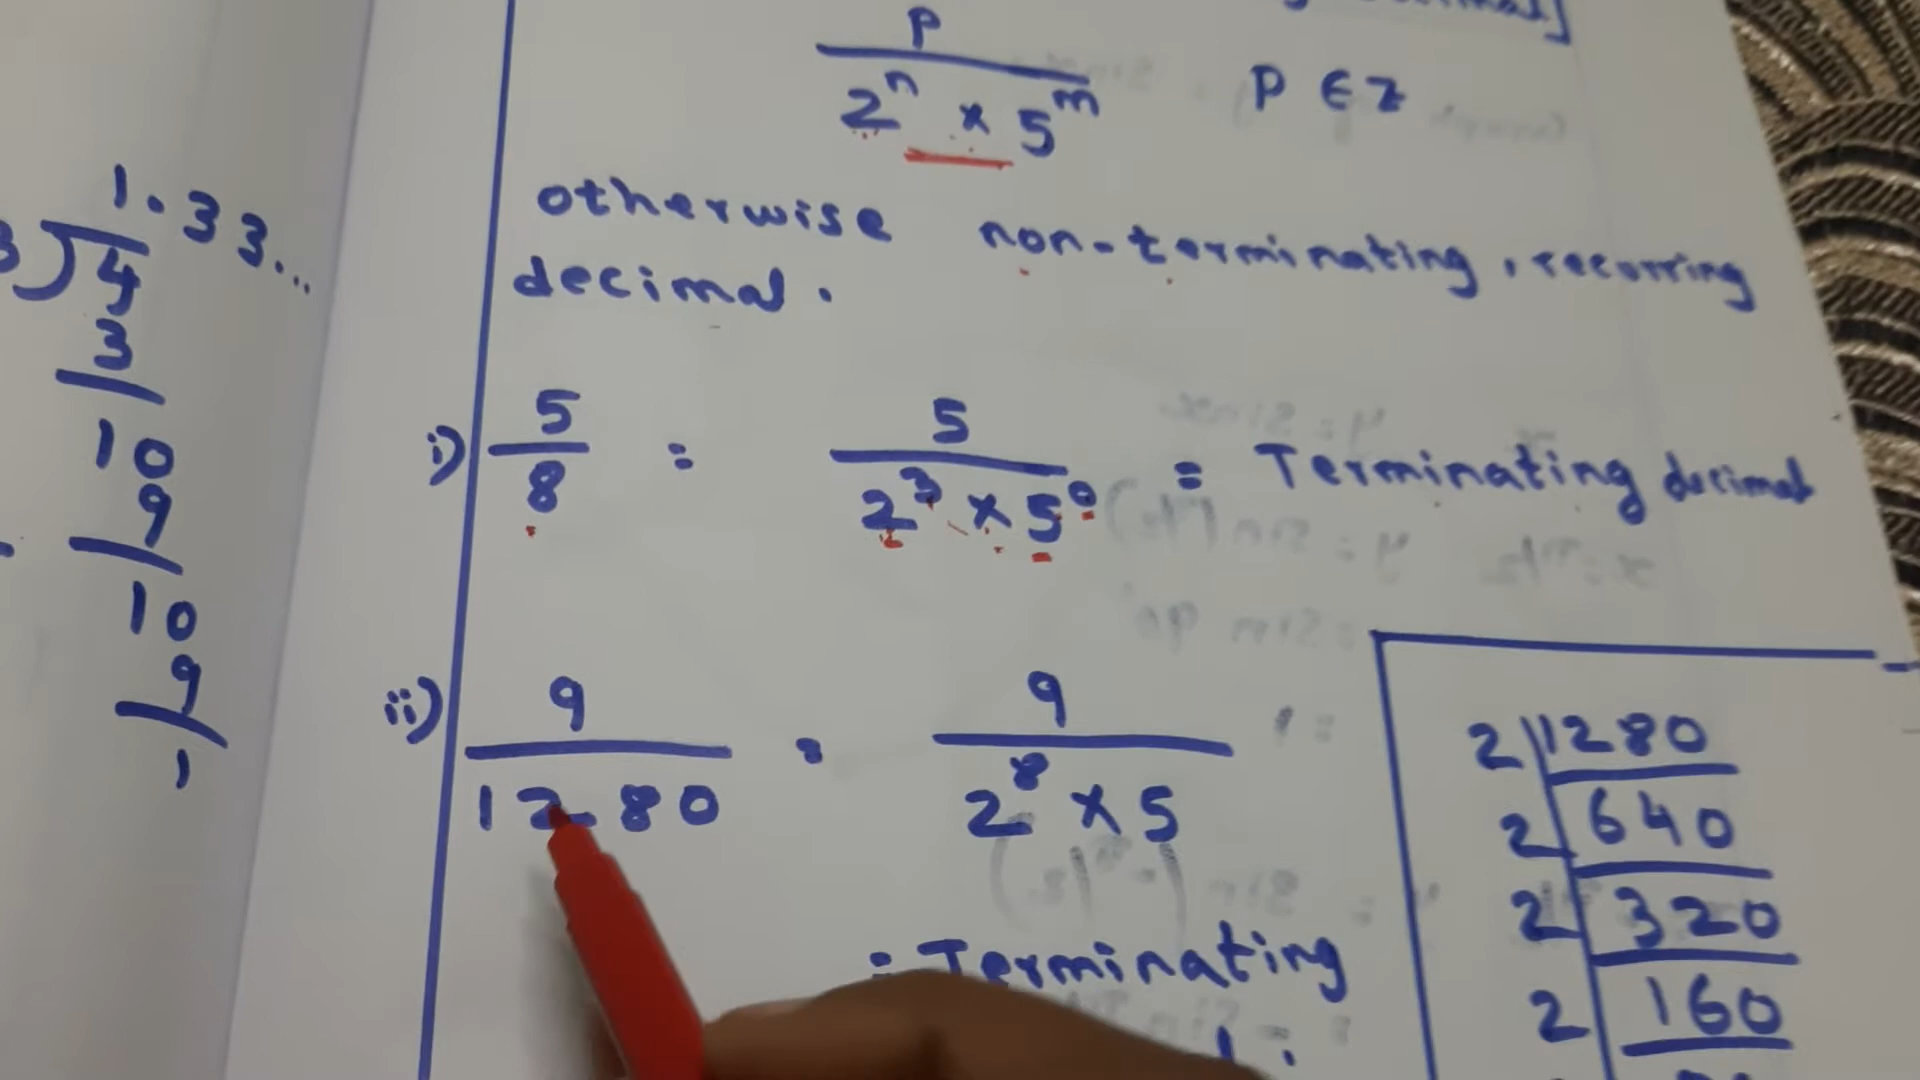 1.33...
3)4
3
10
9
10
9
1
P
2^n × 5^m
P ∈ Z
otherwise non-terminating, recurring
decimal.
i) 5/8 = 5/(2^3 × 5^0) = Terminating decimal
ii) 9/1280 = 9/(2^8 × 5)
= Terminating
2 | 1280
2 | 640
2 | 320
2 | 160